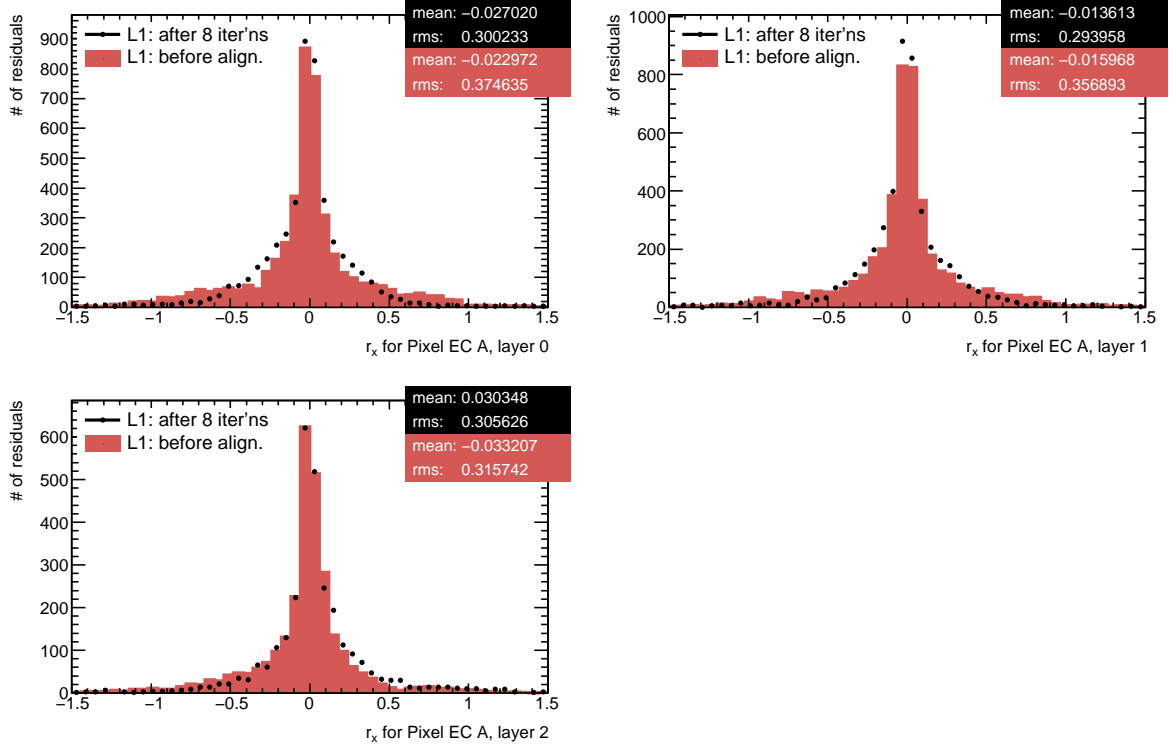 L1: after 8 iter'ns
L1: before align.
mean: −0.027020
rms: 0.300233
mean: −0.022972
rms: 0.374635
# of residuals
900
800
700
600
500
400
300
200
100
0
−1.5 −1 −0.5 0 0.5 1 1.5
r_x for Pixel EC A, layer 0
L1: after 8 iter'ns
L1: before align.
mean: −0.013613
rms: 0.293958
mean: −0.015968
rms: 0.356893
# of residuals
1000
800
600
400
200
0
−1.5 −1 −0.5 0 0.5 1 1.5
r_x for Pixel EC A, layer 1
L1: after 8 iter'ns
L1: before align.
mean: 0.030348
rms: 0.305626
mean: −0.033207
rms: 0.315742
# of residuals
600
500
400
300
200
100
0
−1.5 −1 −0.5 0 0.5 1 1.5
r_x for Pixel EC A, layer 2